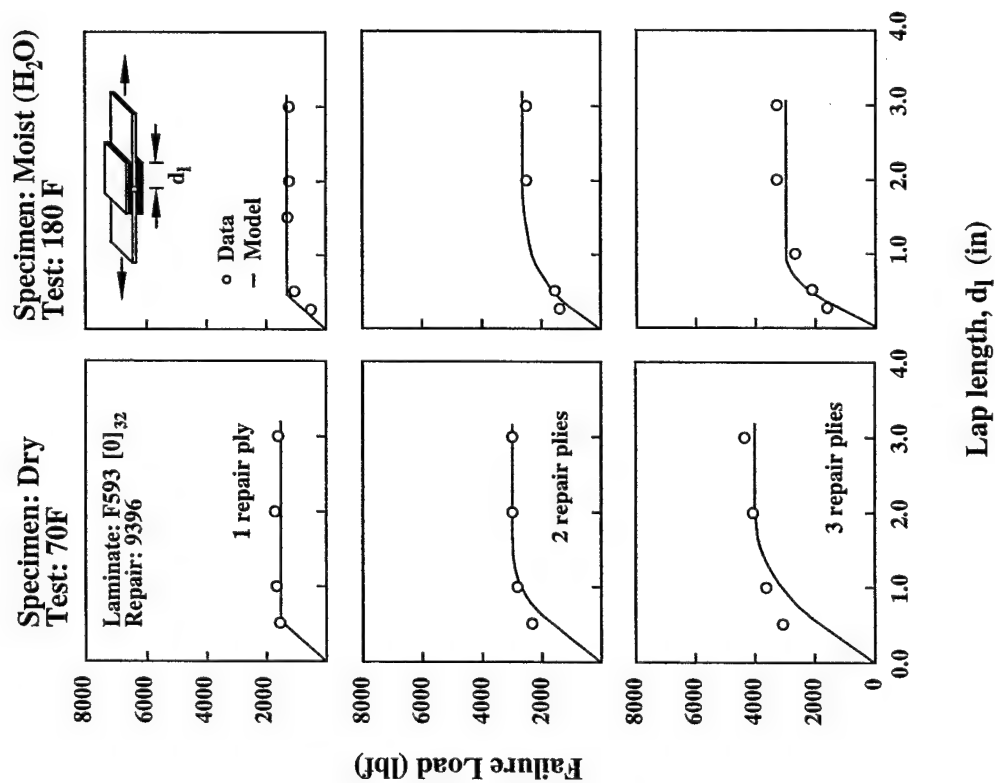 Specimen: Dry
Test: 70F
Specimen: Moist (H₂O)
Test: 180 F
8000
6000
4000
2000
Laminate: F593 [0]₃₂
Repair: 9396
1 repair ply
d₁
○ Data
– Model
8000
6000
4000
2000
2 repair plies
8000
6000
4000
2000
0
3 repair plies
0.0 1.0 2.0 3.0 4.0
1.0 2.0 3.0 4.0
Failure Load (lbf)
Lap length, d₁ (in)